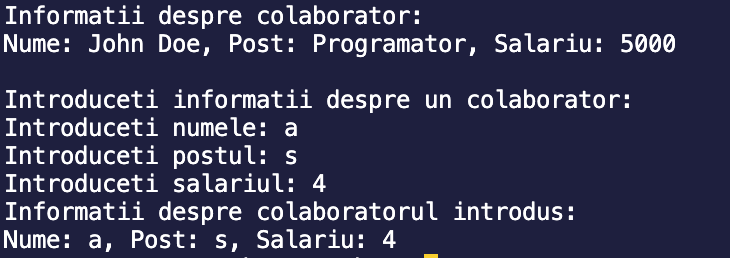 Informatii despre colaborator:
Nume: John Doe, Post: Programator, Salariu: 5000
Introduceti informatii despre un colaborator:
Introduceti numele: a
Introduceti postul: s
Introduceti salariul: 4
Informatii despre colaboratorul introdus:
Nume: a, Post: s, Salariu: 4